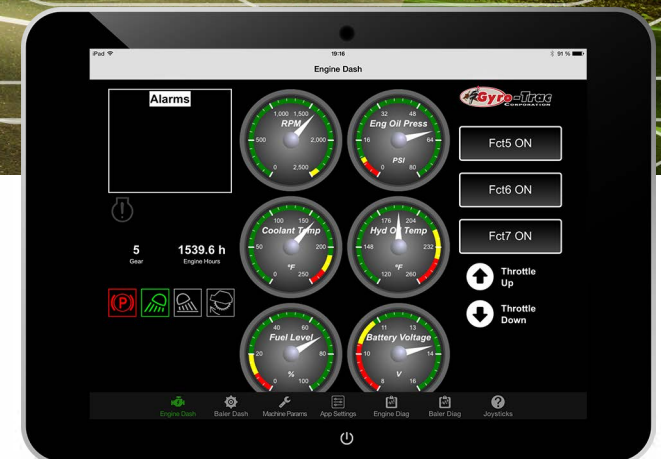 iPad
19:16
91 %
Engine Dash
Alarms
5
Gear
1539.6 h
Engine Hours
(P)
0
500
1,000
1,500
2,000
2,500
RPM
0
16
32
48
64
80
Eng Oil Press
PSI
0
50
100
150
200
250
Coolant Temp
°F
120
148
176
204
232
260
Hyd Oil Temp
°F
0
20
40
60
80
100
Fuel Level
%
8
10
11
13
14
16
Battery Voltage
V
Gyro-Trac
CORPORATION
Fct5 ON
Fct6 ON
Fct7 ON
Throttle
Up
Throttle
Down
Engine Dash
Baler Dash
Machine Params
App Settings
Engine Diag
Baler Diag
Joysticks